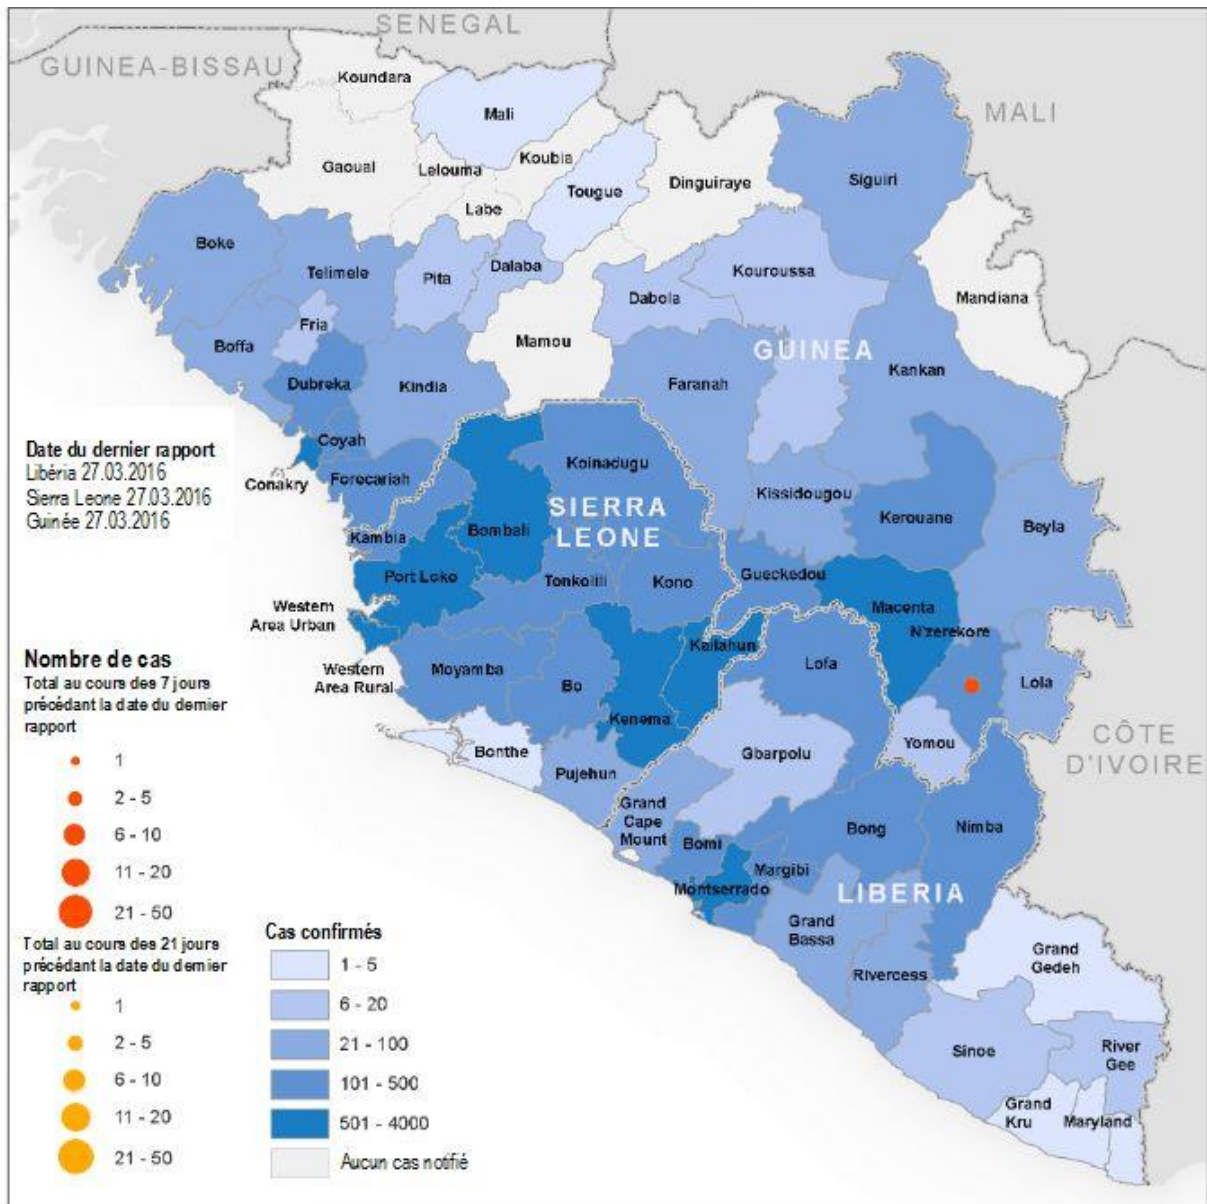 SENEGAL
GUINEA-BISSAU
MALI
Koundara
Mali
Gaoual
Lelouma
Koubia
Labe
Tougue
Dinguiraye
Siguiri
Boke
Telimele
Pita
Dalaba
Kouroussa
Dabola
Mandiana
Fria
Boffa
Mamou
GUINEA
Dubreka
Kindia
Faranah
Kankan
Coyah
Conakry
Forecariah
Koinadugu
Kissidougou
Kerouane
Beyla
SIERRA
LEONE
Kambia
Bombali
Port Loko
Tonkolili
Kono
Gueckedou
Macenta
N'zerekore
Lola
Western
Area Urban
Western
Area Rural
Moyamba
Bo
Kailahun
Kenema
Lofa
Yomou
CÔTE
D'IVOIRE
Bonthe
Pujehun
Gbarpolu
Grand
Cape
Mount
Bomi
Bong
Nimba
Margibi
Montserrado
LIBERIA
Grand
Bassa
Rivercess
Grand
Gedeh
Sinoe
River
Gee
Grand
Kru
Maryland
Date du dernier rapport
Libéria 27.03.2016
Sierra Leone 27.03.2016
Guinée 27.03.2016
Nombre de cas
Total au cours des 7 jours
précédant la date du dernier
rapport
1
2 - 5
6 - 10
11 - 20
21 - 50
Total au cours des 21 jours
précédant la date du dernier
rapport
1
2 - 5
6 - 10
11 - 20
21 - 50
Cas confirmés
1 - 5
6 - 20
21 - 100
101 - 500
501 - 4000
Aucun cas notifié